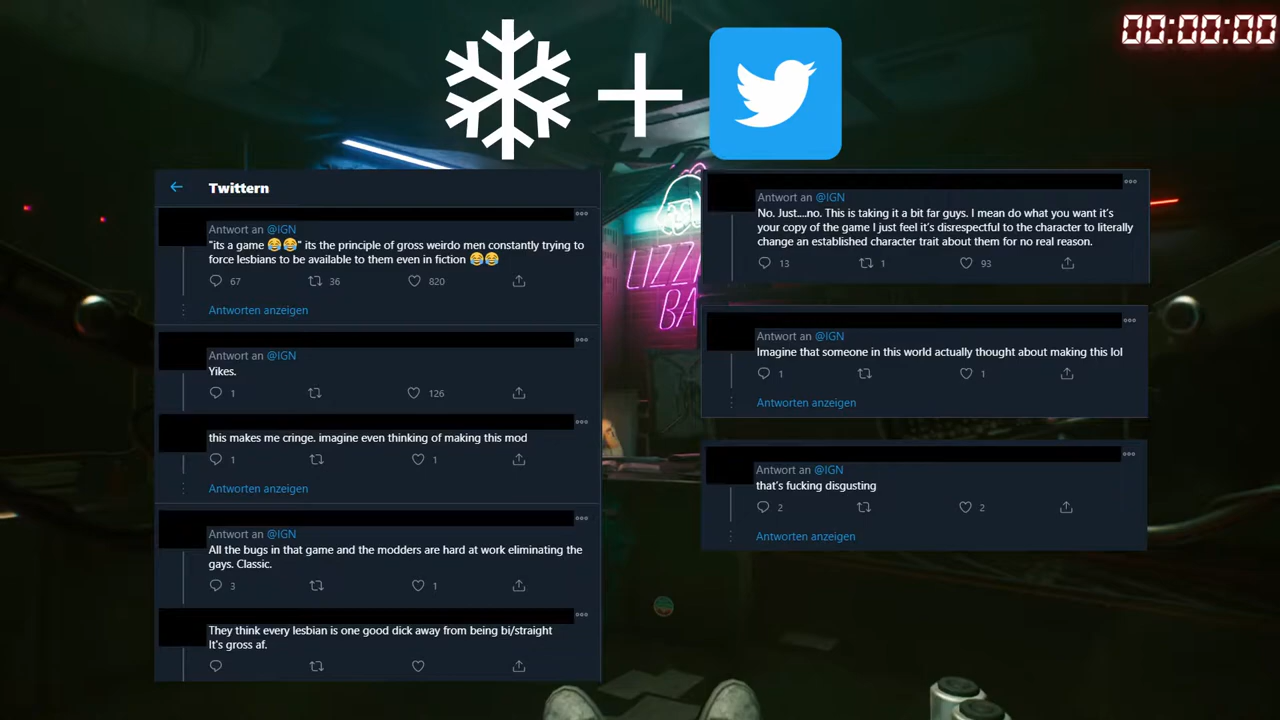 00:00:00
Twittern
Antwort an @IGN
"its a game 😂😂" its the principle of gross weirdo men constantly trying to
force lesbians to be available to them even in fiction 😂😂
67 36 820
Antworten anzeigen
Antwort an @IGN
Yikes.
1 126
this makes me cringe. imagine even thinking of making this mod
1 1
Antworten anzeigen
Antwort an @IGN
All the bugs in that game and the modders are hard at work eliminating the
gays. Classic.
3 1
They think every lesbian is one good dick away from being bi/straight
It's gross af.
Antwort an @IGN
No. Just....no. This is taking it a bit far guys. I mean do what you want it's
your copy of the game I just feel it's disrespectful to the character to literally
change an established character trait about them for no real reason.
13 1 93
Antwort an @IGN
Imagine that someone in this world actually thought about making this lol
1 1
Antworten anzeigen
Antwort an @IGN
that's fucking disgusting
2 2
Antworten anzeigen